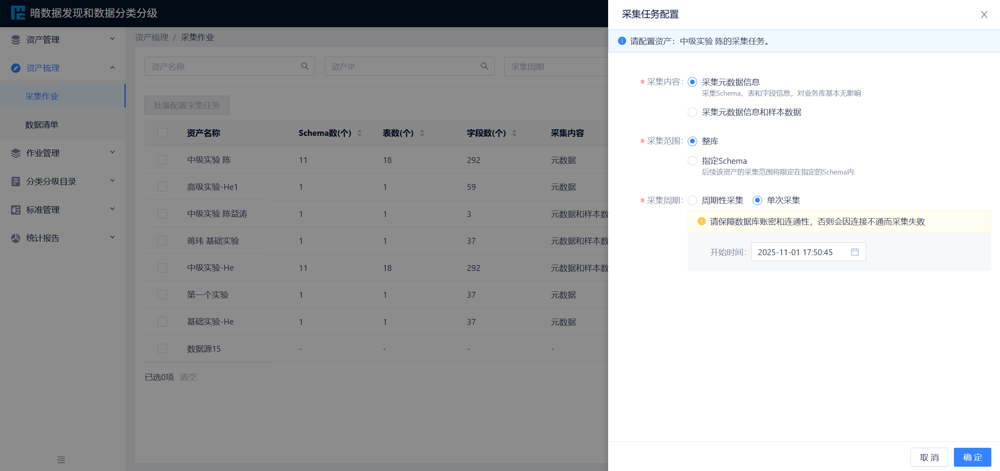 暗数据发现和数据分类分级
资产管理
资产梳理
采集作业
数据清单
作业管理
分类分级目录
标准管理
统计报告
资产梳理 / 采集作业
资产名称
资产IP
采集周期
批量配置采集任务
资产名称 Schema数(个) 表数(个) 字段数(个) 采集内容
中级实验 陈 11 18 292 元数据
高级实验-He1 1 1 59 元数据
中级实验 陈益涛 1 1 3 元数据和样本数
蒋玮 基础实验 1 1 37 元数据和样本数
中级实验-He 11 18 292 元数据和样本数
第一个实验 1 1 37 元数据
基础实验-He 1 1 37 元数据
数据源15 - - - -
已选0项 清空
采集任务配置
请配置资产：中级实验 陈的采集任务。
* 采集内容： 采集元数据信息
采集Schema、表和字段信息，对业务库基本无影响
采集元数据信息和样本数据
* 采集范围： 整库
指定Schema
后续该资产的采集范围将限定在指定的Schema内
* 采集周期： 周期性采集 单次采集
请保障数据库账密和连通性，否则会因连接不通而采集失败
开始时间： 2025-11-01 17:50:45
取 消
确 定